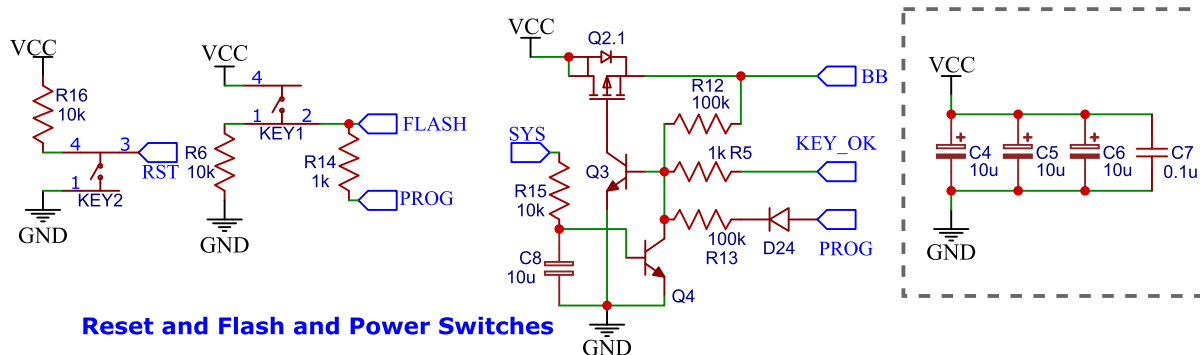 VCC
R16
10k
4
3
RST
1
KEY2
GND
VCC
4
1
2
KEY1
FLASH
R6
10k
R14
1k
PROG
GND
VCC
Q2.1
BB
R12
100k
SYS
KEY_OK
1k R5
Q3
R15
10k
100k
R13
D24
PROG
C8
10u
Q4
GND
VCC
C4
10u
C5
10u
C6
10u
C7
0.1u
GND
Reset and Flash and Power Switches